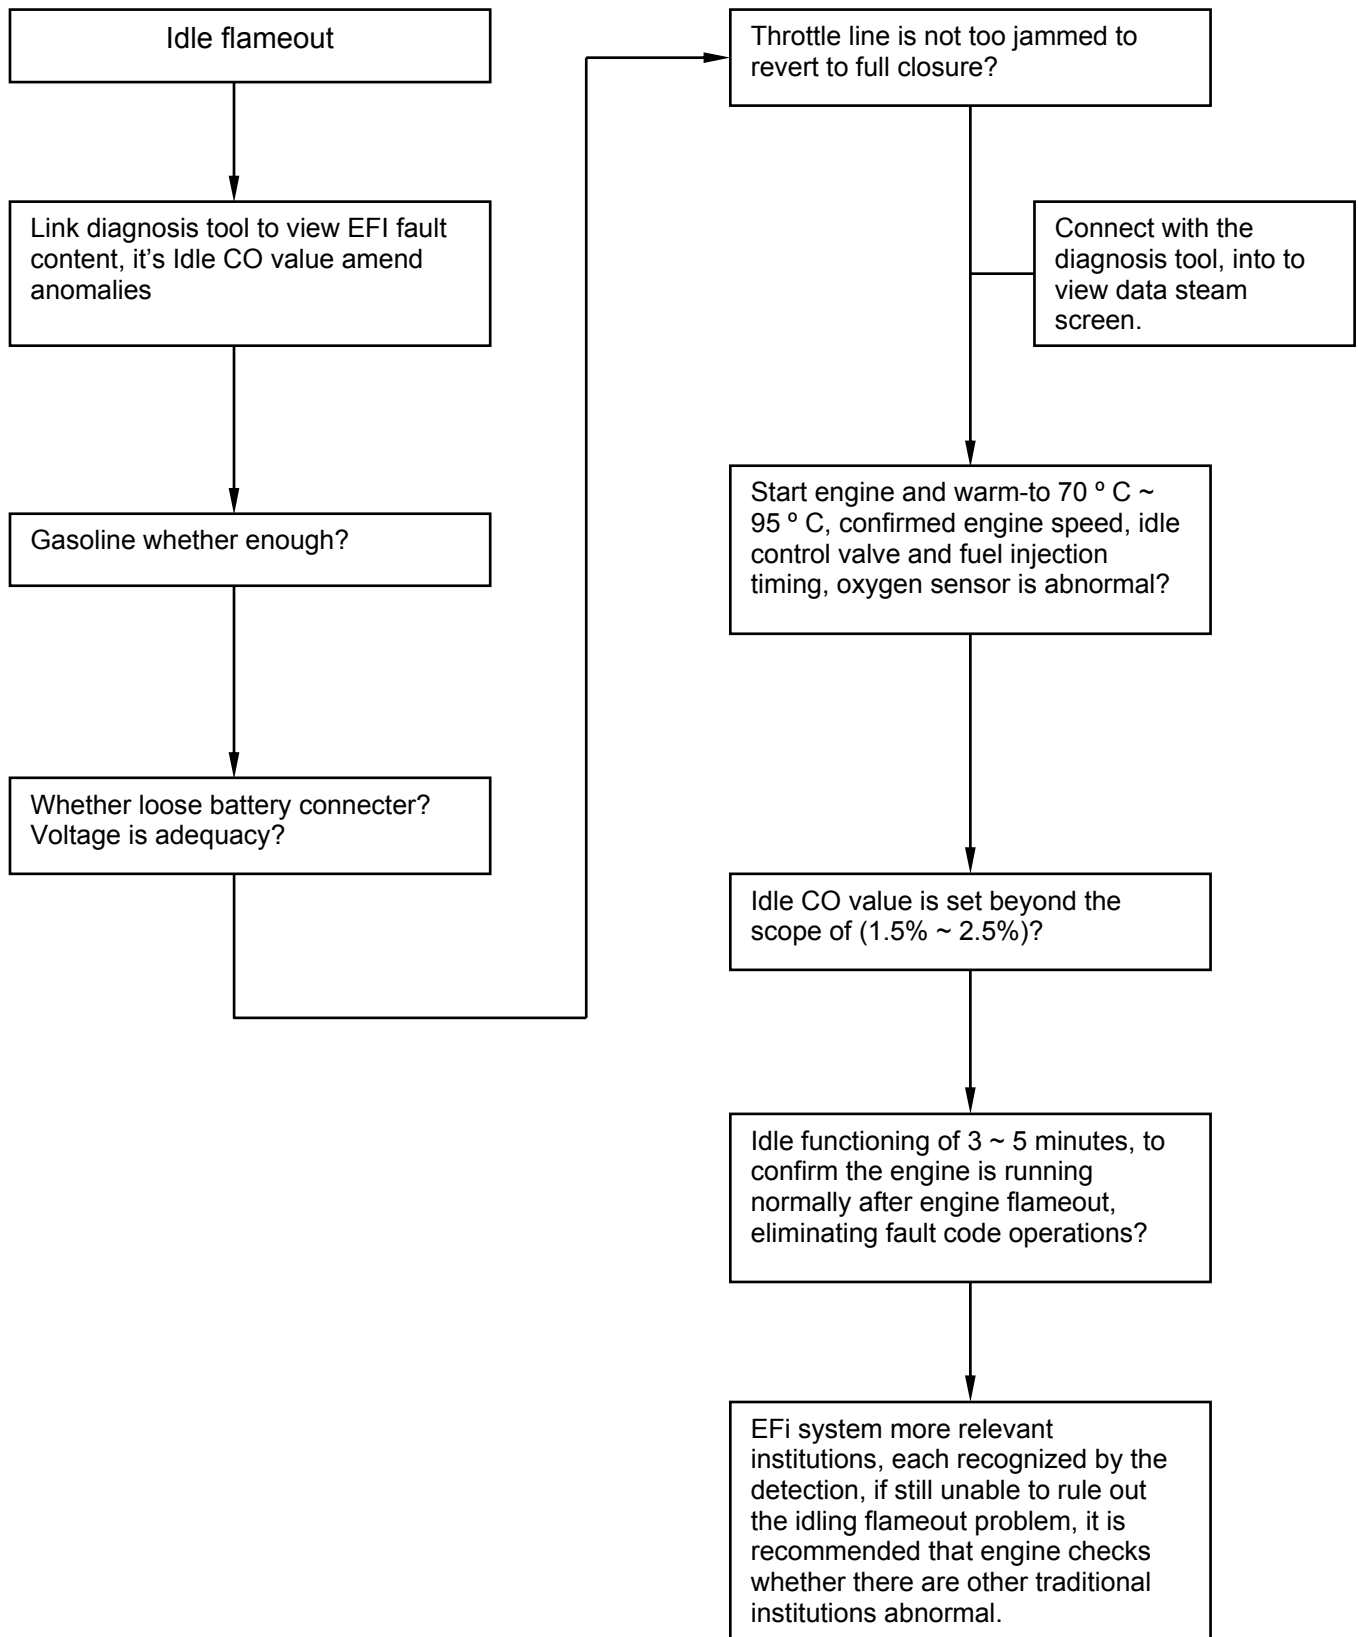 Idle flameout
Link diagnosis tool to view EFI fault
content, it's Idle CO value amend
anomalies
Gasoline whether enough?
Whether loose battery connecter?
Voltage is adequacy?
Throttle line is not too jammed to
revert to full closure?
Connect with the
diagnosis tool, into to
view data steam
screen.
Start engine and warm-to 70 º C ~
95 º C, confirmed engine speed, idle
control valve and fuel injection
timing, oxygen sensor is abnormal?
Idle CO value is set beyond the
scope of (1.5% ~ 2.5%)?
Idle functioning of 3 ~ 5 minutes, to
confirm the engine is running
normally after engine flameout,
eliminating fault code operations?
EFi system more relevant
institutions, each recognized by the
detection, if still unable to rule out
the idling flameout problem, it is
recommended that engine checks
whether there are other traditional
institutions abnormal.